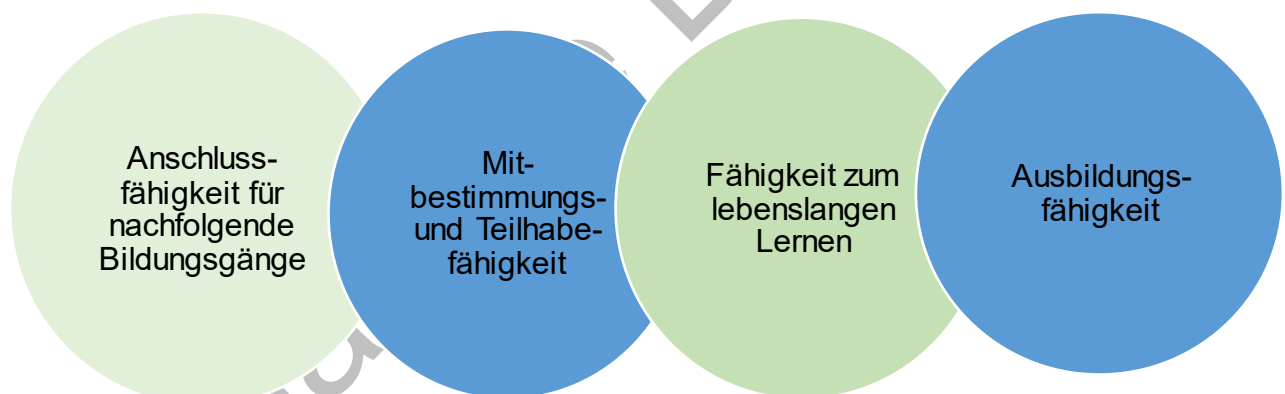 Anschluss-
fähigkeit für
nachfolgende
Bildungsgänge
Mit-
bestimmungs-
und Teilhabe-
fähigkeit
Fähigkeit zum
lebenslangen
Lernen
Ausbildungs-
fähigkeit